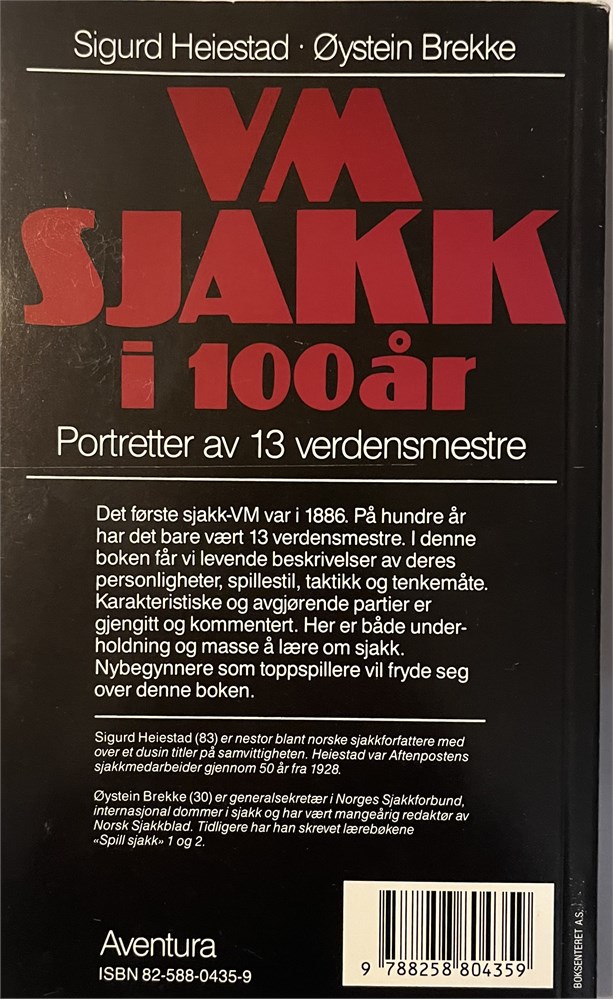 Sigurd Heiestad · Øystein Brekke
VM
SJAKK
i 100 år
Portretter av 13 verdensmestre
Det første sjakk-VM var i 1886. På hundre år
har det bare vært 13 verdensmestre. I denne
boken får vi levende beskrivelser av deres
personligheter, spillestil, taktikk og tenkemåte.
Karakteristiske og avgjørende partier er
gjengitt og kommentert. Her er både under-
holdning og masse å lære om sjakk.
Nybegynnere som toppspillere vil fryde seg
over denne boken.
Sigurd Heiestad (83) er nestor blant norske sjakkforfattere med
over et dusin titler på samvittigheten. Heiestad var Aftenpostens
sjakkmedarbeider gjennom 50 år fra 1928.
Øystein Brekke (30) er generalsekretær i Norges Sjakkforbund,
internasjonal dommer i sjakk og har vært mangeårig redaktør av
Norsk Sjakkblad. Tidligere har han skrevet lærebøkene
«Spill sjakk» 1 og 2.
Aventura
ISBN 82-588-0435-9
9 788258 804359
BOKSENTERET A.S.